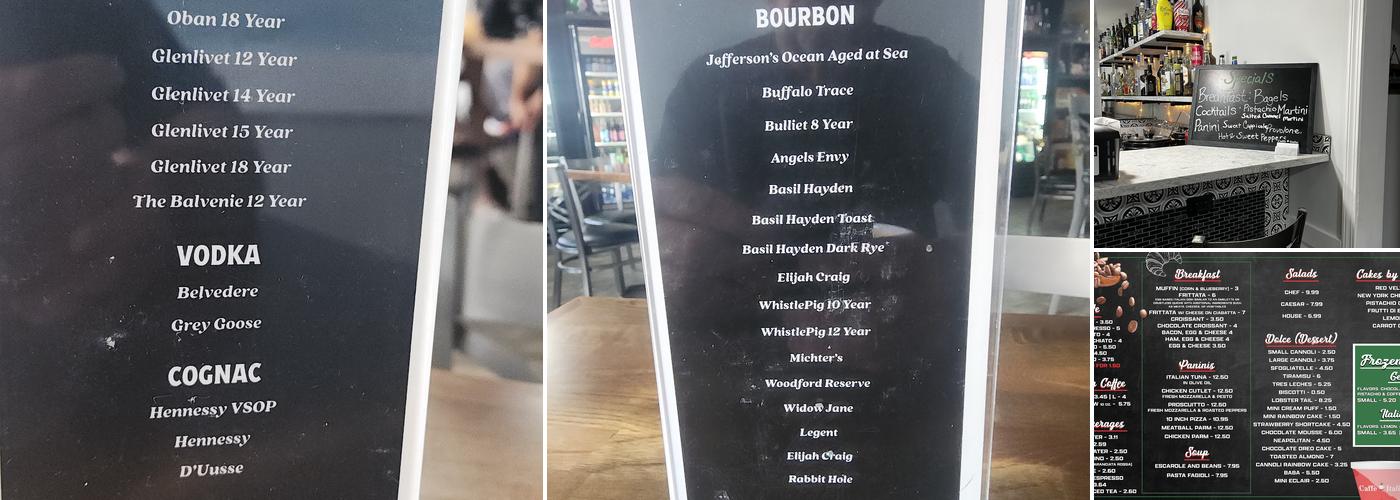 Oban 18 Year
Glenlivet 12 Year
Glenlivet 14 Year
Glenlivet 15 Year
Glenlivet 18 Year
The Balvenie 12 Year
VODKA
Belvedere
Grey Goose
COGNAC
Hennessy VSOP
Hennessy
D'Uusse
BOURBON
Jefferson's Ocean Aged at Sea
Buffalo Trace
Bulliet 8 Year
Angels Envy
Basil Hayden
Basil Hayden Toast
Basil Hayden Dark Rye
Elijah Craig
WhistlePig 10 Year
WhistlePig 12 Year
Michter's
Woodford Reserve
Widow Jane
Legent
Elijah Craig
Rabbit Hole
Specials
Breakfast: Bagels
Cocktails: Pistachio Martini
Salted Caramel Martini
Panini Sweet Cappicola Provolone
Hot & Sweet Peppers
Breakfast
MUFFIN (CORN & BLUEBERRY) - 3
FRITTATA - 6
FRITTATA W/ CHEESE ON CIABATTA - 7
CROISSANT - 3.50
CHOCOLATE CROISSANT - 4
BACON, EGG & CHEESE 4
HAM, EGG & CHEESE 4
EGG & CHEESE 3.50
Paninis
ITALIAN TUNA - 12.50
IN OLIVE OIL
CHICKEN CUTLET - 12.50
FRESH MOZZARELLA & PESTO
PROSCIUTTO - 12.50
FRESH MOZZARELLA & ROASTED PEPPERS
10 INCH PIZZA - 10.95
MEATBALL PARM - 12.50
CHICKEN PARM - 12.50
Soup
ESCAROLE AND BEANS - 7.95
PASTA FAGIOLI - 7.95
Salads
CHEF - 9.99
CAESAR - 7.99
HOUSE - 6.99
Dolce (Dessert)
SMALL CANNOLI - 2.50
LARGE CANNOLI - 3.75
SFOGLIATELLE - 4.50
TIRAMISU - 6
TRES LECHES - 5.25
BISCOTTI - 0.50
LOBSTER TAIL - 8.25
MINI CREAM PUFF - 1.50
MINI RAINBOW CAKE - 1.50
STRAWBERRY SHORTCAKE - 4.50
CHOCOLATE MOUSSE - 6.00
NEAPOLITAN - 4.50
CHOCOLATE OREO CAKE - 5
TOASTED ALMOND - 7
CANNOLI RAINBOW CAKE - 3.25
BABA - 5.50
MINI ECLAIR - 2.50
Cakes by
RED VEL
NEW YORK CHE
PISTACHIO
FRUTTI DI
LEMO
CARROT
Frozen
SMALL - 5.20
SMALL - 3.65
Coffee